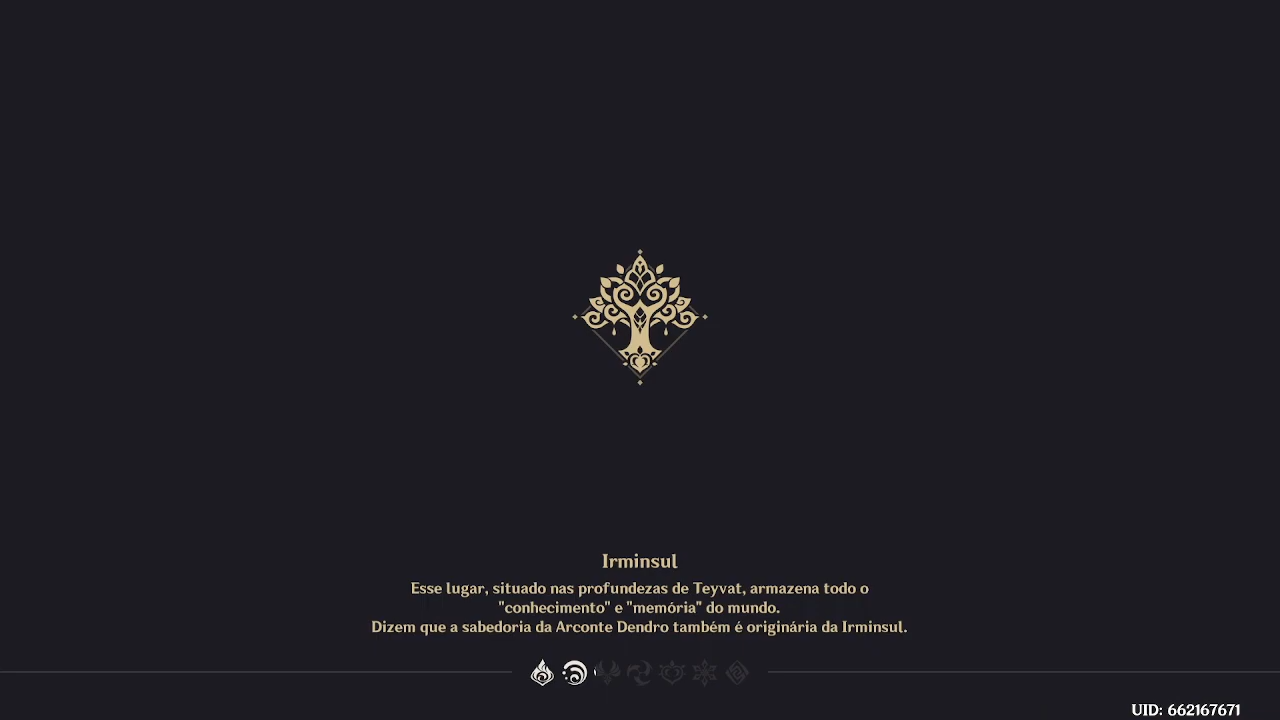 Irminsul
Esse lugar, situado nas profundezas de Teyvat, armazena todo o
"conhecimento" e "memória" do mundo.
Dizem que a sabedoria da Arconte Dendro também é originária da Irminsul.
UID: 662167671